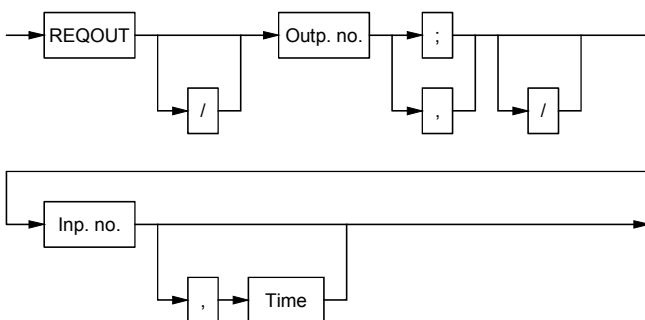 REQOUT
/
Outp. no.
;
,
/
Inp. no.
,
Time